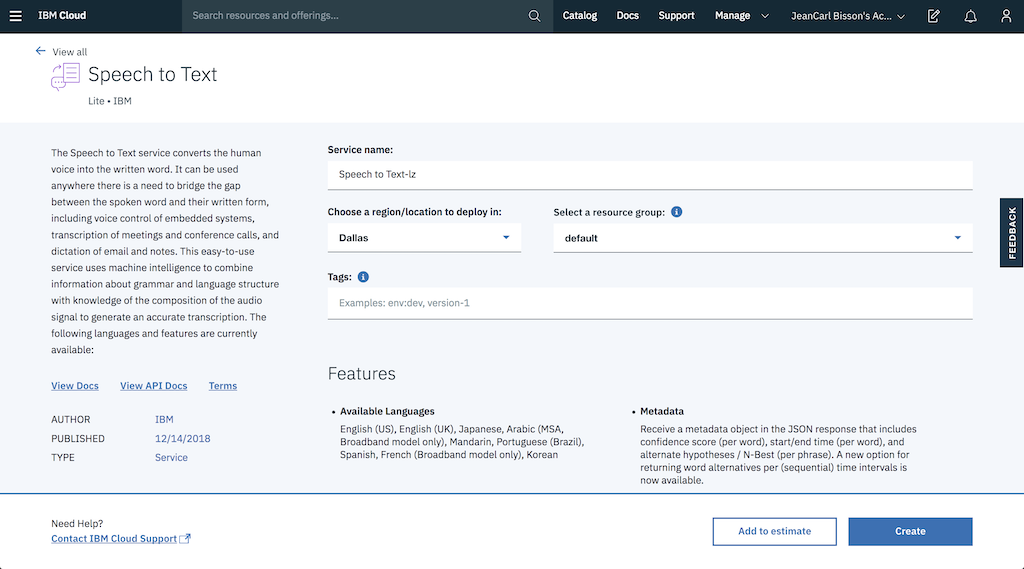 IBM Cloud
Search resources and offerings...
Catalog
Docs
Support
Manage
JeanCarl Bisson's Ac...
View all
Speech to Text
Lite • IBM
The Speech to Text service converts the human
voice into the written word. It can be used
anywhere there is a need to bridge the gap
between the spoken word and their written form,
including voice control of embedded systems,
transcription of meetings and conference calls, and
dictation of email and notes. This easy-to-use
service uses machine intelligence to combine
information about grammar and language structure
with knowledge of the composition of the audio
signal to generate an accurate transcription. The
following languages and features are currently
available:
View Docs
View API Docs
Terms
AUTHOR IBM
PUBLISHED 12/14/2018
TYPE Service
Service name:
Speech to Text-lz
Choose a region/location to deploy in:
Dallas
Select a resource group:
default
Tags:
Examples: env:dev, version-1
Features
• Available Languages
English (US), English (UK), Japanese, Arabic (MSA,
Broadband model only), Mandarin, Portuguese (Brazil),
Spanish, French (Broadband model only), Korean
• Metadata
Receive a metadata object in the JSON response that includes
confidence score (per word), start/end time (per word), and
alternate hypotheses / N-Best (per phrase). A new option for
returning word alternatives per (sequential) time intervals is
now available.
FEEDBACK
Need Help?
Contact IBM Cloud Support
Add to estimate
Create